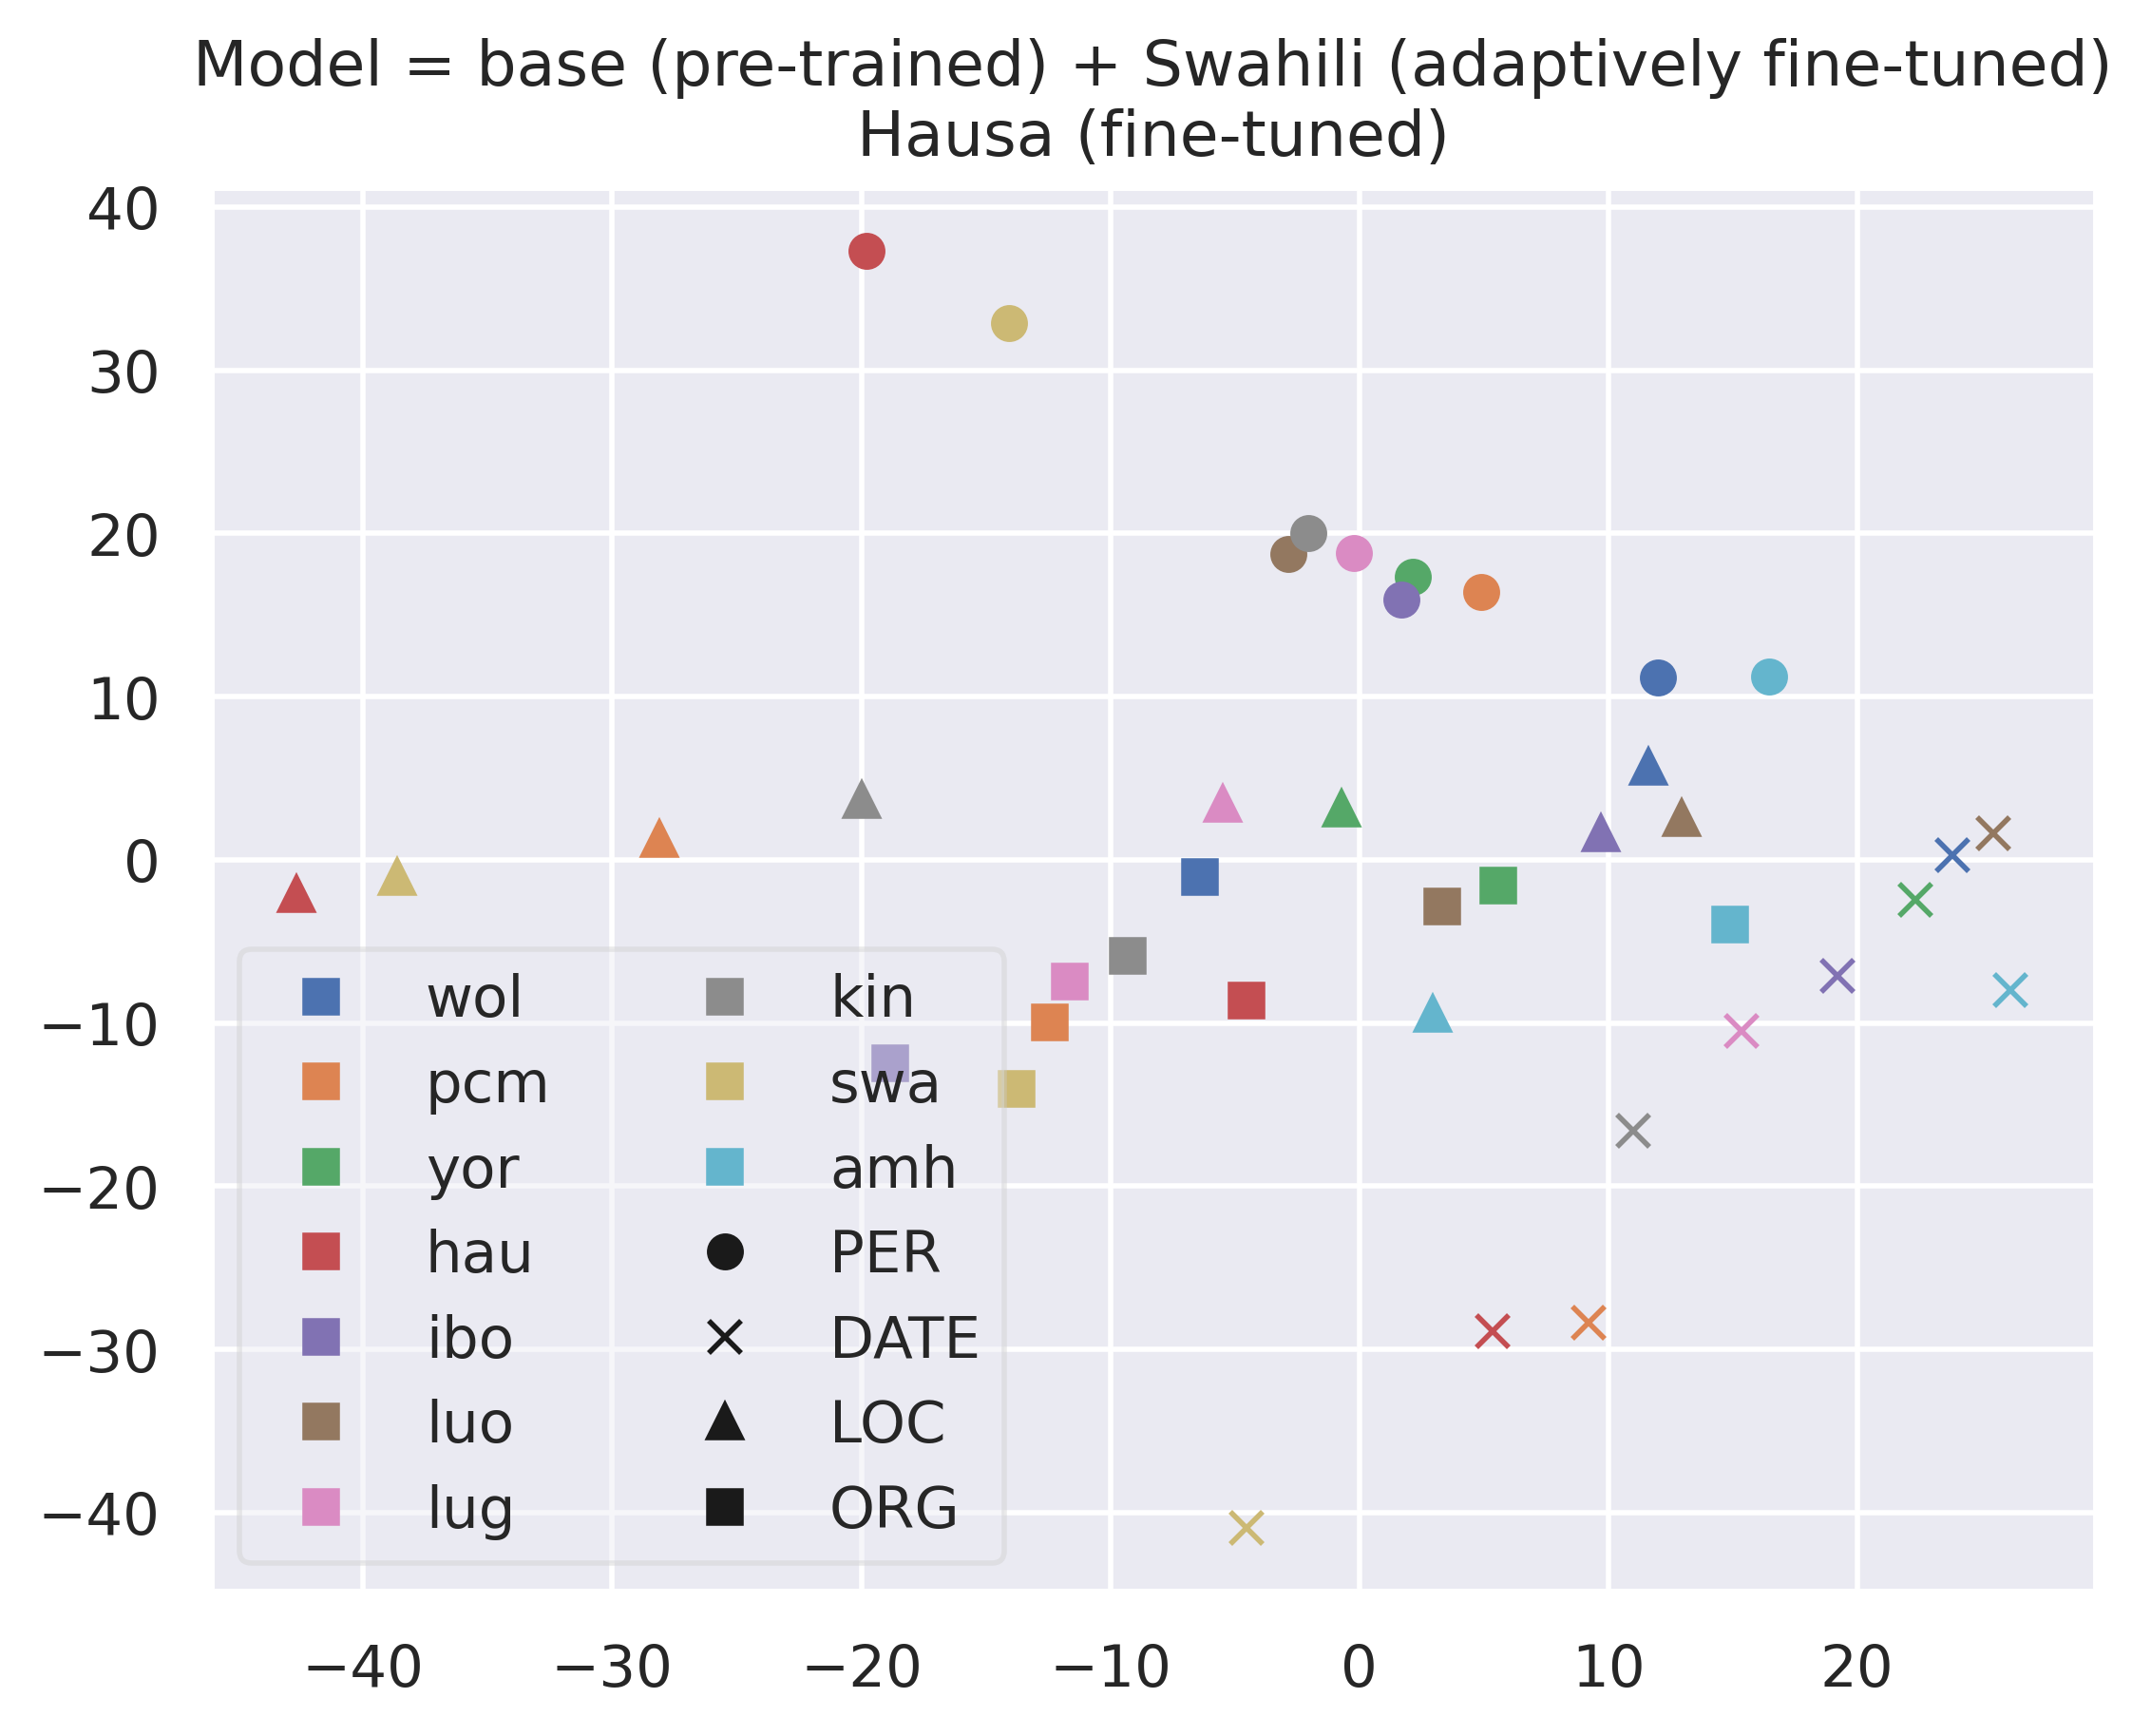 Model = base (pre-trained) + Swahili (adaptively fine-tuned)
Hausa (fine-tuned)
40
30
20
10
0
−10
−20
−30
−40
wol
pcm
yor
hau
ibo
luo
lug
kin
swa
amh
PER
DATE
LOC
ORG
−40 −30 −20 −10 0 10 20